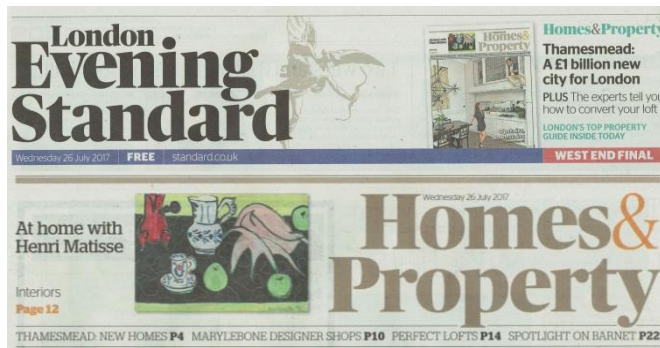 London
Evening
Standard
Homes&
Property
Homes&Property
Thamesmead:
A £1 billion new
city for London
PLUS The experts tell you
how to convert your loft
LONDON'S TOP PROPERTY
GUIDE INSIDE TODAY
Wednesday 26 July 2017 FREE standard.co.uk
WEST END FINAL
At home with
Henri Matisse
Interiors
Page 12
Wednesday 26 July 2017
Homes&
Property
THAMESMEAD: NEW HOMES P4 MARYLEBONE DESIGNER SHOPS P10 PERFECT LOFTS P14 SPOTLIGHT ON BARNET P22